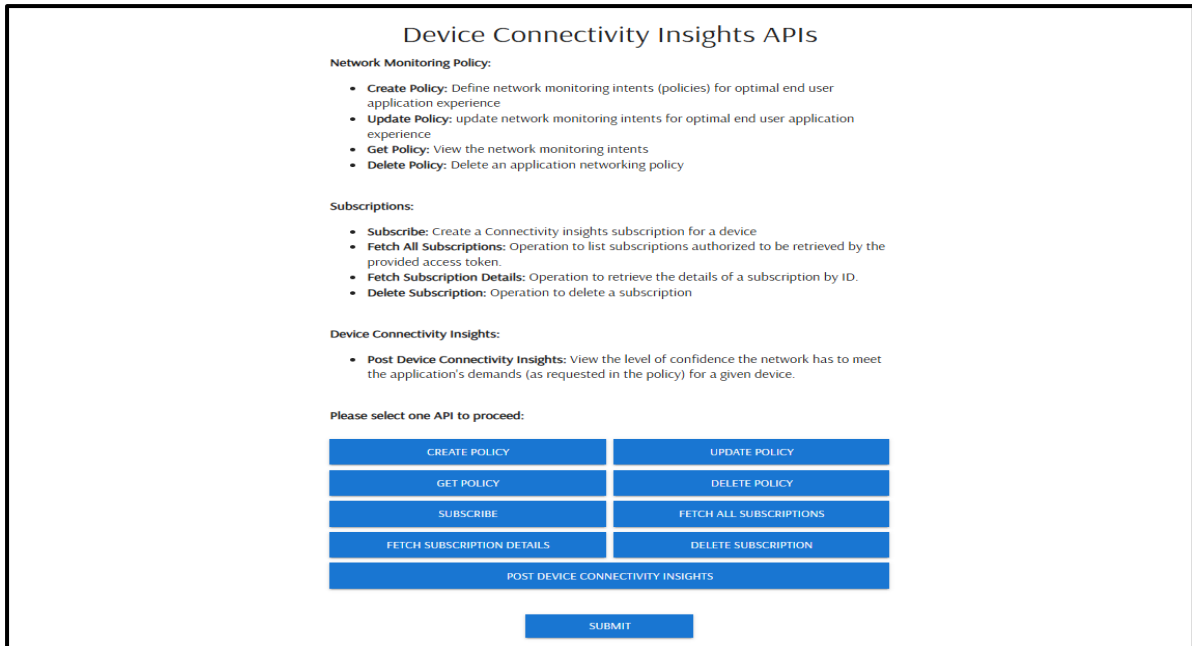 Device Connectivity Insights APIs
Network Monitoring Policy:
• Create Policy: Define network monitoring intents (policies) for optimal end user
application experience
• Update Policy: update network monitoring intents for optimal end user application
experience
• Get Policy: View the network monitoring intents
• Delete Policy: Delete an application networking policy
Subscriptions:
• Subscribe: Create a Connectivity insights subscription for a device
• Fetch All Subscriptions: Operation to list subscriptions authorized to be retrieved by the
provided access token.
• Fetch Subscription Details: Operation to retrieve the details of a subscription by ID.
• Delete Subscription: Operation to delete a subscription
Device Connectivity Insights:
• Post Device Connectivity Insights: View the level of confidence the network has to meet
the application's demands (as requested in the policy) for a given device.
Please select one API to proceed:
CREATE POLICY
UPDATE POLICY
GET POLICY
DELETE POLICY
SUBSCRIBE
FETCH ALL SUBSCRIPTIONS
FETCH SUBSCRIPTION DETAILS
DELETE SUBSCRIPTION
POST DEVICE CONNECTIVITY INSIGHTS
SUBMIT